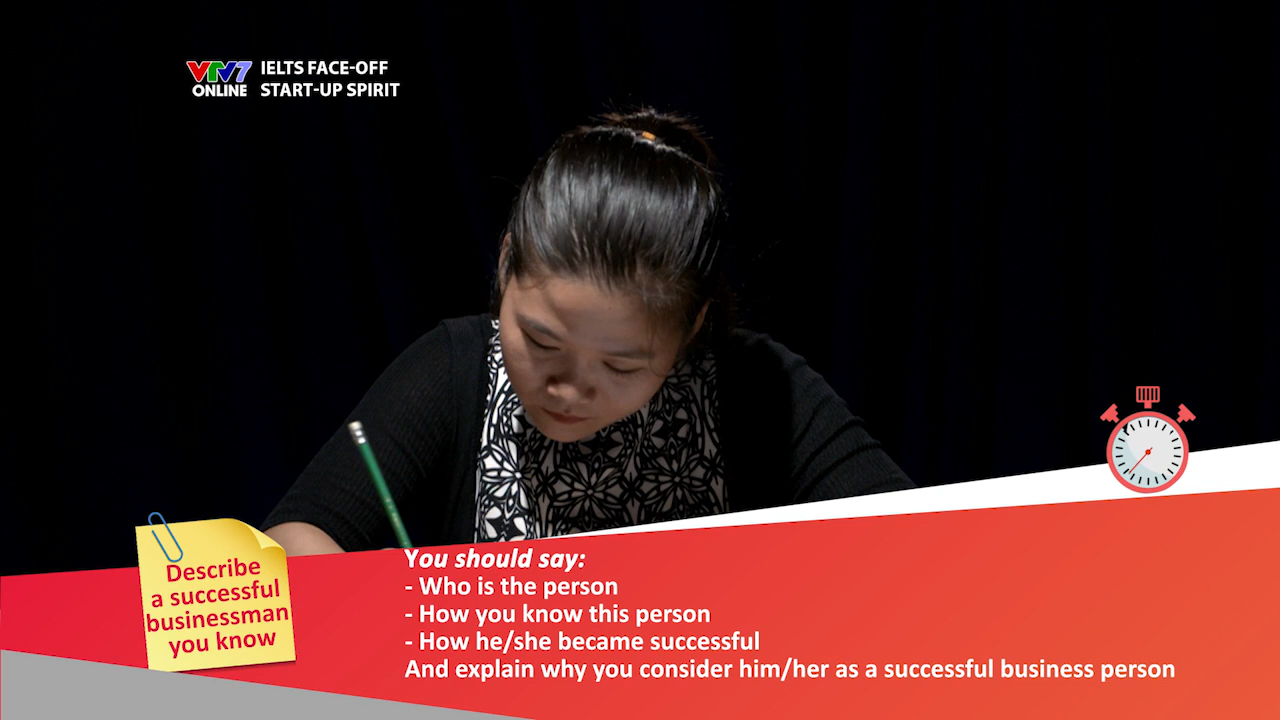 VTV7
ONLINE
IELTS FACE-OFF
START-UP SPIRIT
Describe
a successful
businessman
you know
You should say:
- Who is the person
- How you know this person
- How he/she became successful
And explain why you consider him/her as a successful business person